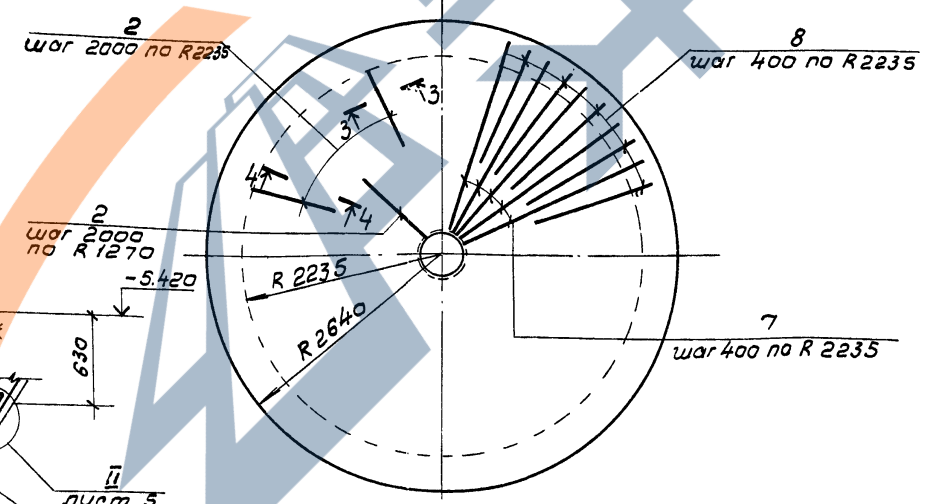 2
шаг 2000 по R2235
8
шаг 400 по R2235
3
3
4
4
2
шаг 2000
по R1270
R 2235
-5.420
R 2640
630
7
шаг 400 по R 2235
II
лист 5